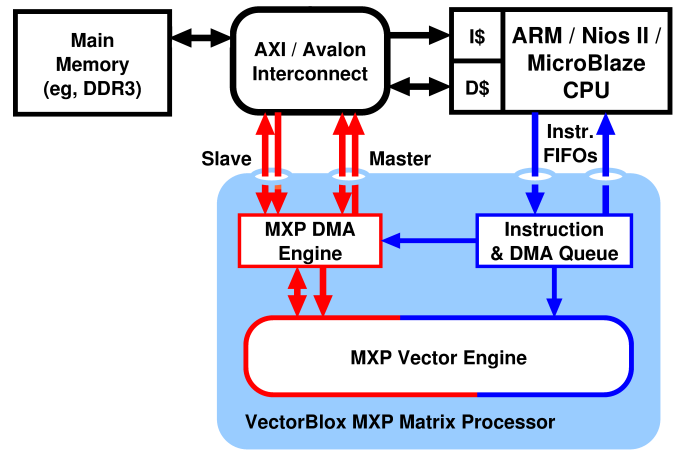 Main
Memory
(eg, DDR3)
AXI / Avalon
Interconnect
I$
D$
ARM / Nios II /
MicroBlaze
CPU
Slave
Master
Instr.
FIFOs
MXP DMA
Engine
Instruction
& DMA Queue
MXP Vector Engine
VectorBlox MXP Matrix Processor